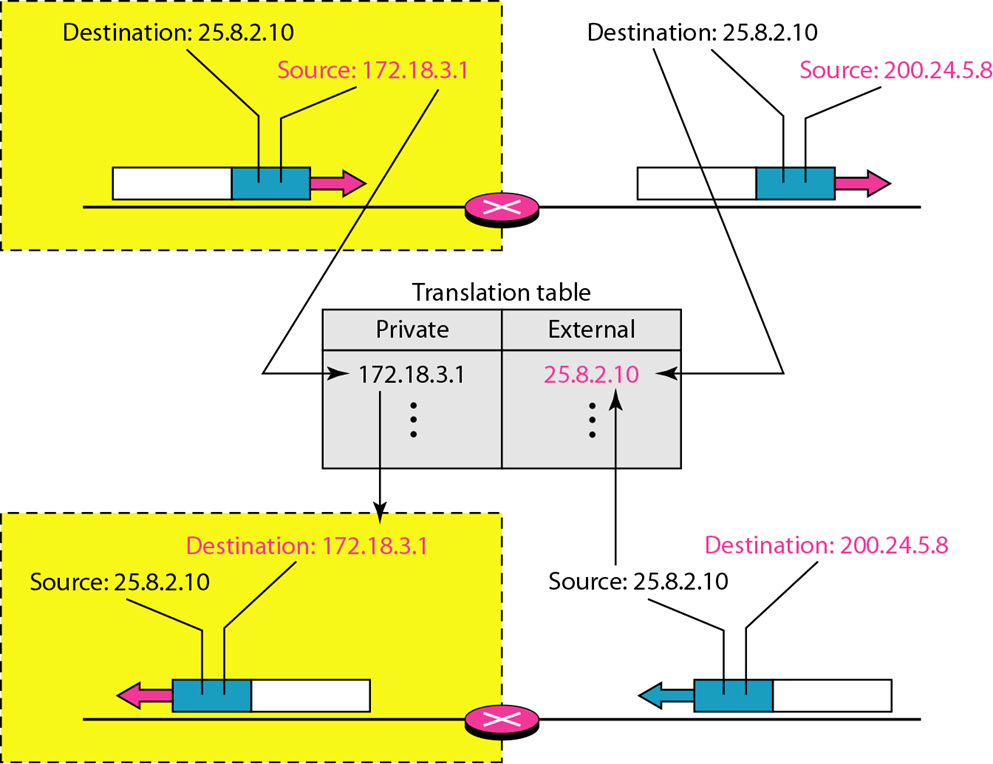 Destination: 25.8.2.10
Source: 172.18.3.1
Destination: 25.8.2.10
Source: 200.24.5.8
Translation table
Private
External
172.18.3.1
25.8.2.10
Destination: 172.18.3.1
Source: 25.8.2.10
Destination: 200.24.5.8
Source: 25.8.2.10